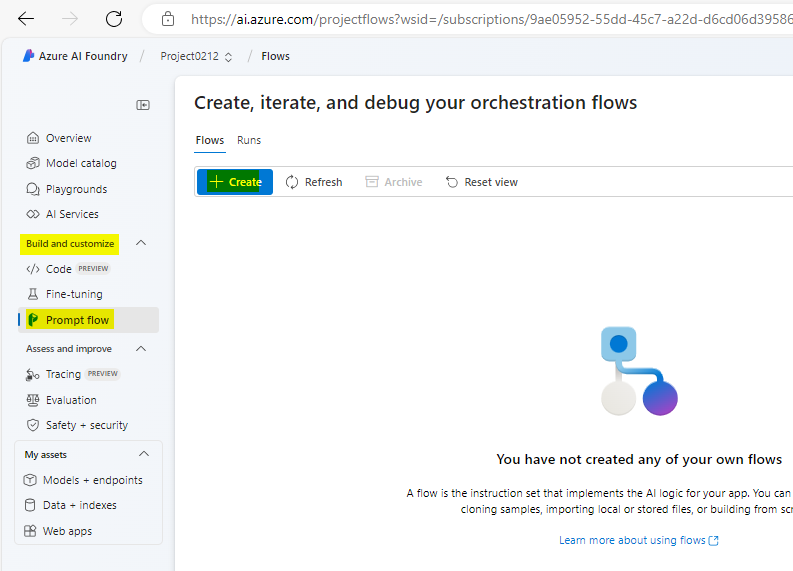 https://ai.azure.com/projectflows?wsid=/subscriptions/9ae05952-55dd-45c7-a22d-d6cd06d39586
Azure AI Foundry / Project0212 / Flows
Overview
Model catalog
Playgrounds
AI Services
Build and customize
Code PREVIEW
Fine-tuning
Prompt flow
Assess and improve
Tracing PREVIEW
Evaluation
Safety + security
My assets
Models + endpoints
Data + indexes
Web apps
Create, iterate, and debug your orchestration flows
Flows Runs
+ Create Refresh Archive Reset view
You have not created any of your own flows
A flow is the instruction set that implements the AI logic for your app. You can
cloning samples, importing local or stored files, or building from scr
Learn more about using flows